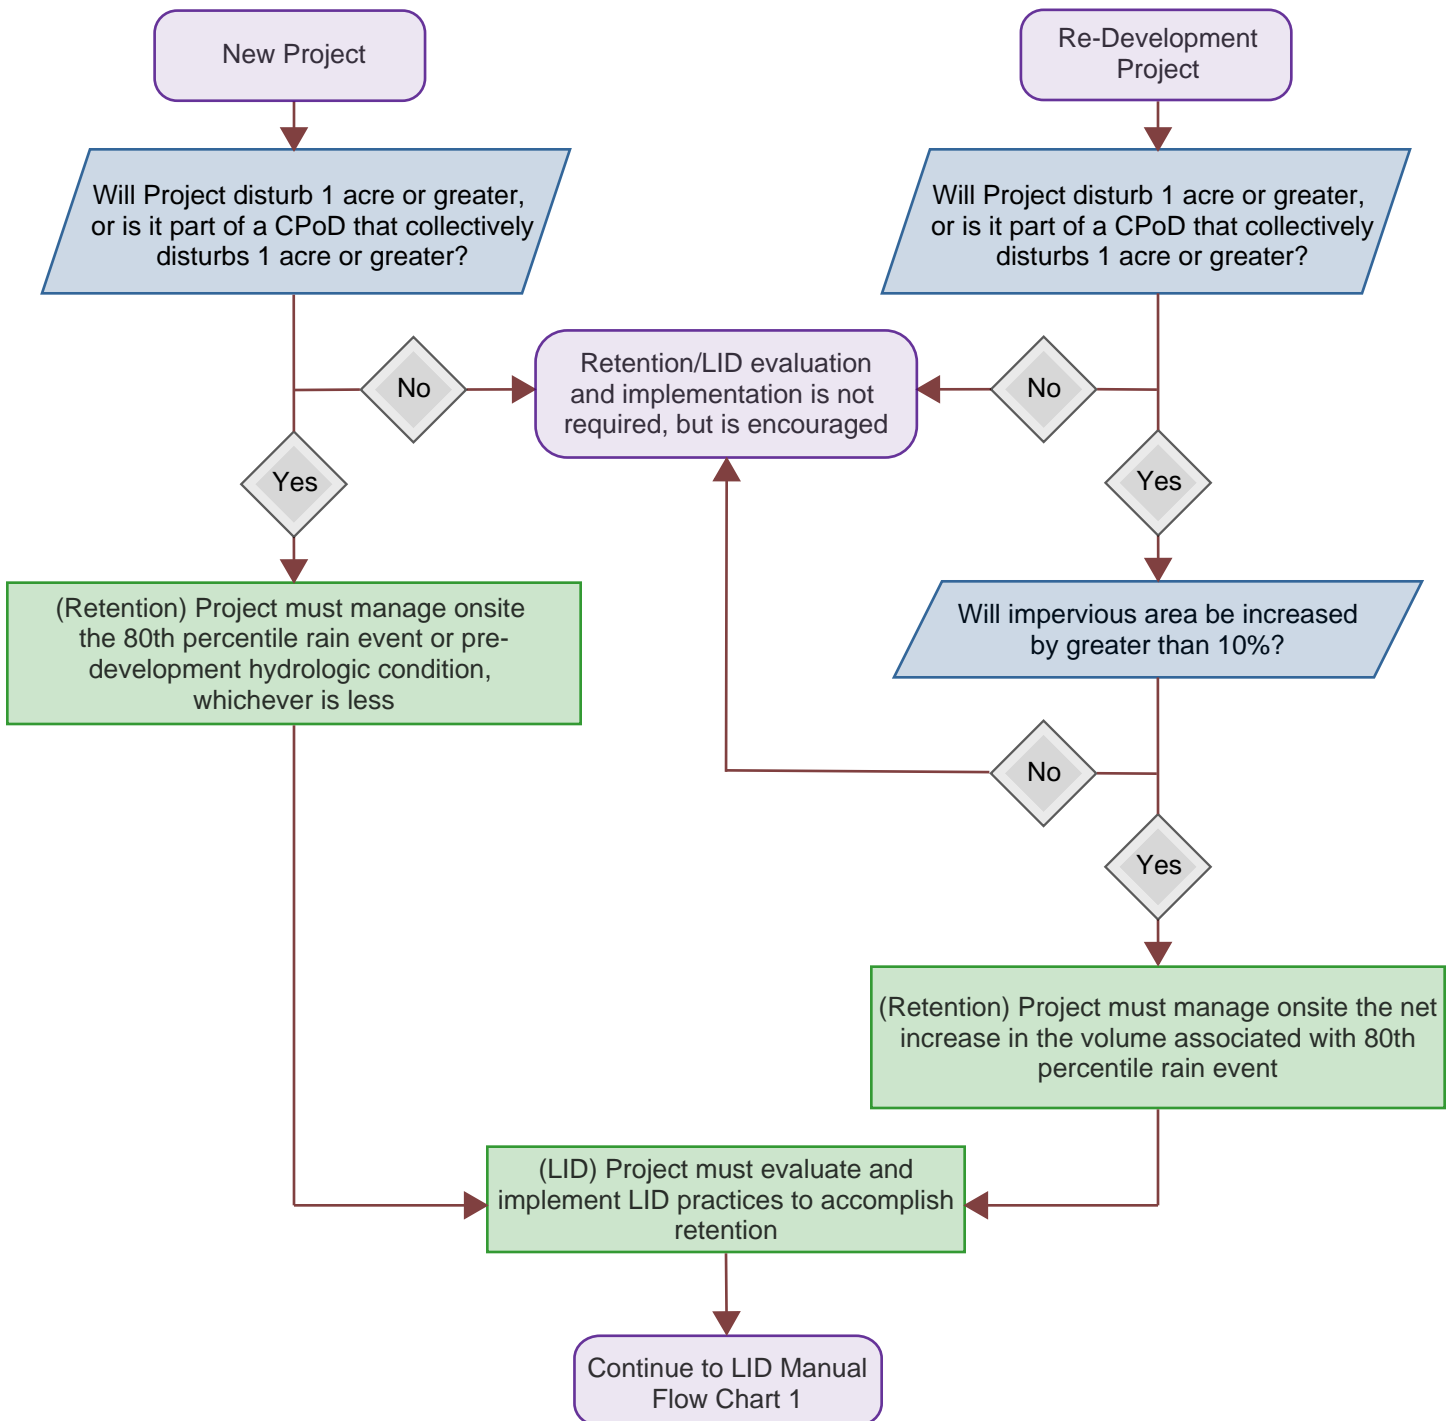 New Project
Re-Development
Project
Will Project disturb 1 acre or greater,
or is it part of a CPoD that collectively
disturbs 1 acre or greater?
Will Project disturb 1 acre or greater,
or is it part of a CPoD that collectively
disturbs 1 acre or greater?
No
Retention/LID evaluation
and implementation is not
required, but is encouraged
No
Yes
Yes
(Retention) Project must manage onsite
the 80th percentile rain event or pre-
development hydrologic condition,
whichever is less
Will impervious area be increased
by greater than 10%?
No
Yes
(Retention) Project must manage onsite the net
increase in the volume associated with 80th
percentile rain event
(LID) Project must evaluate and
implement LID practices to accomplish
retention
Continue to LID Manual
Flow Chart 1